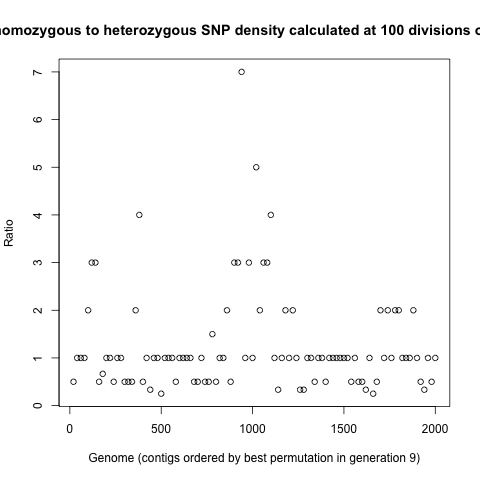 to heterozygous SNP density calculated at 100 divisions
7
6
5
4
3
2
1
0
Ratio
0 500 1000 1500 2000
Genome (contigs ordered by best permutation in generation 9)